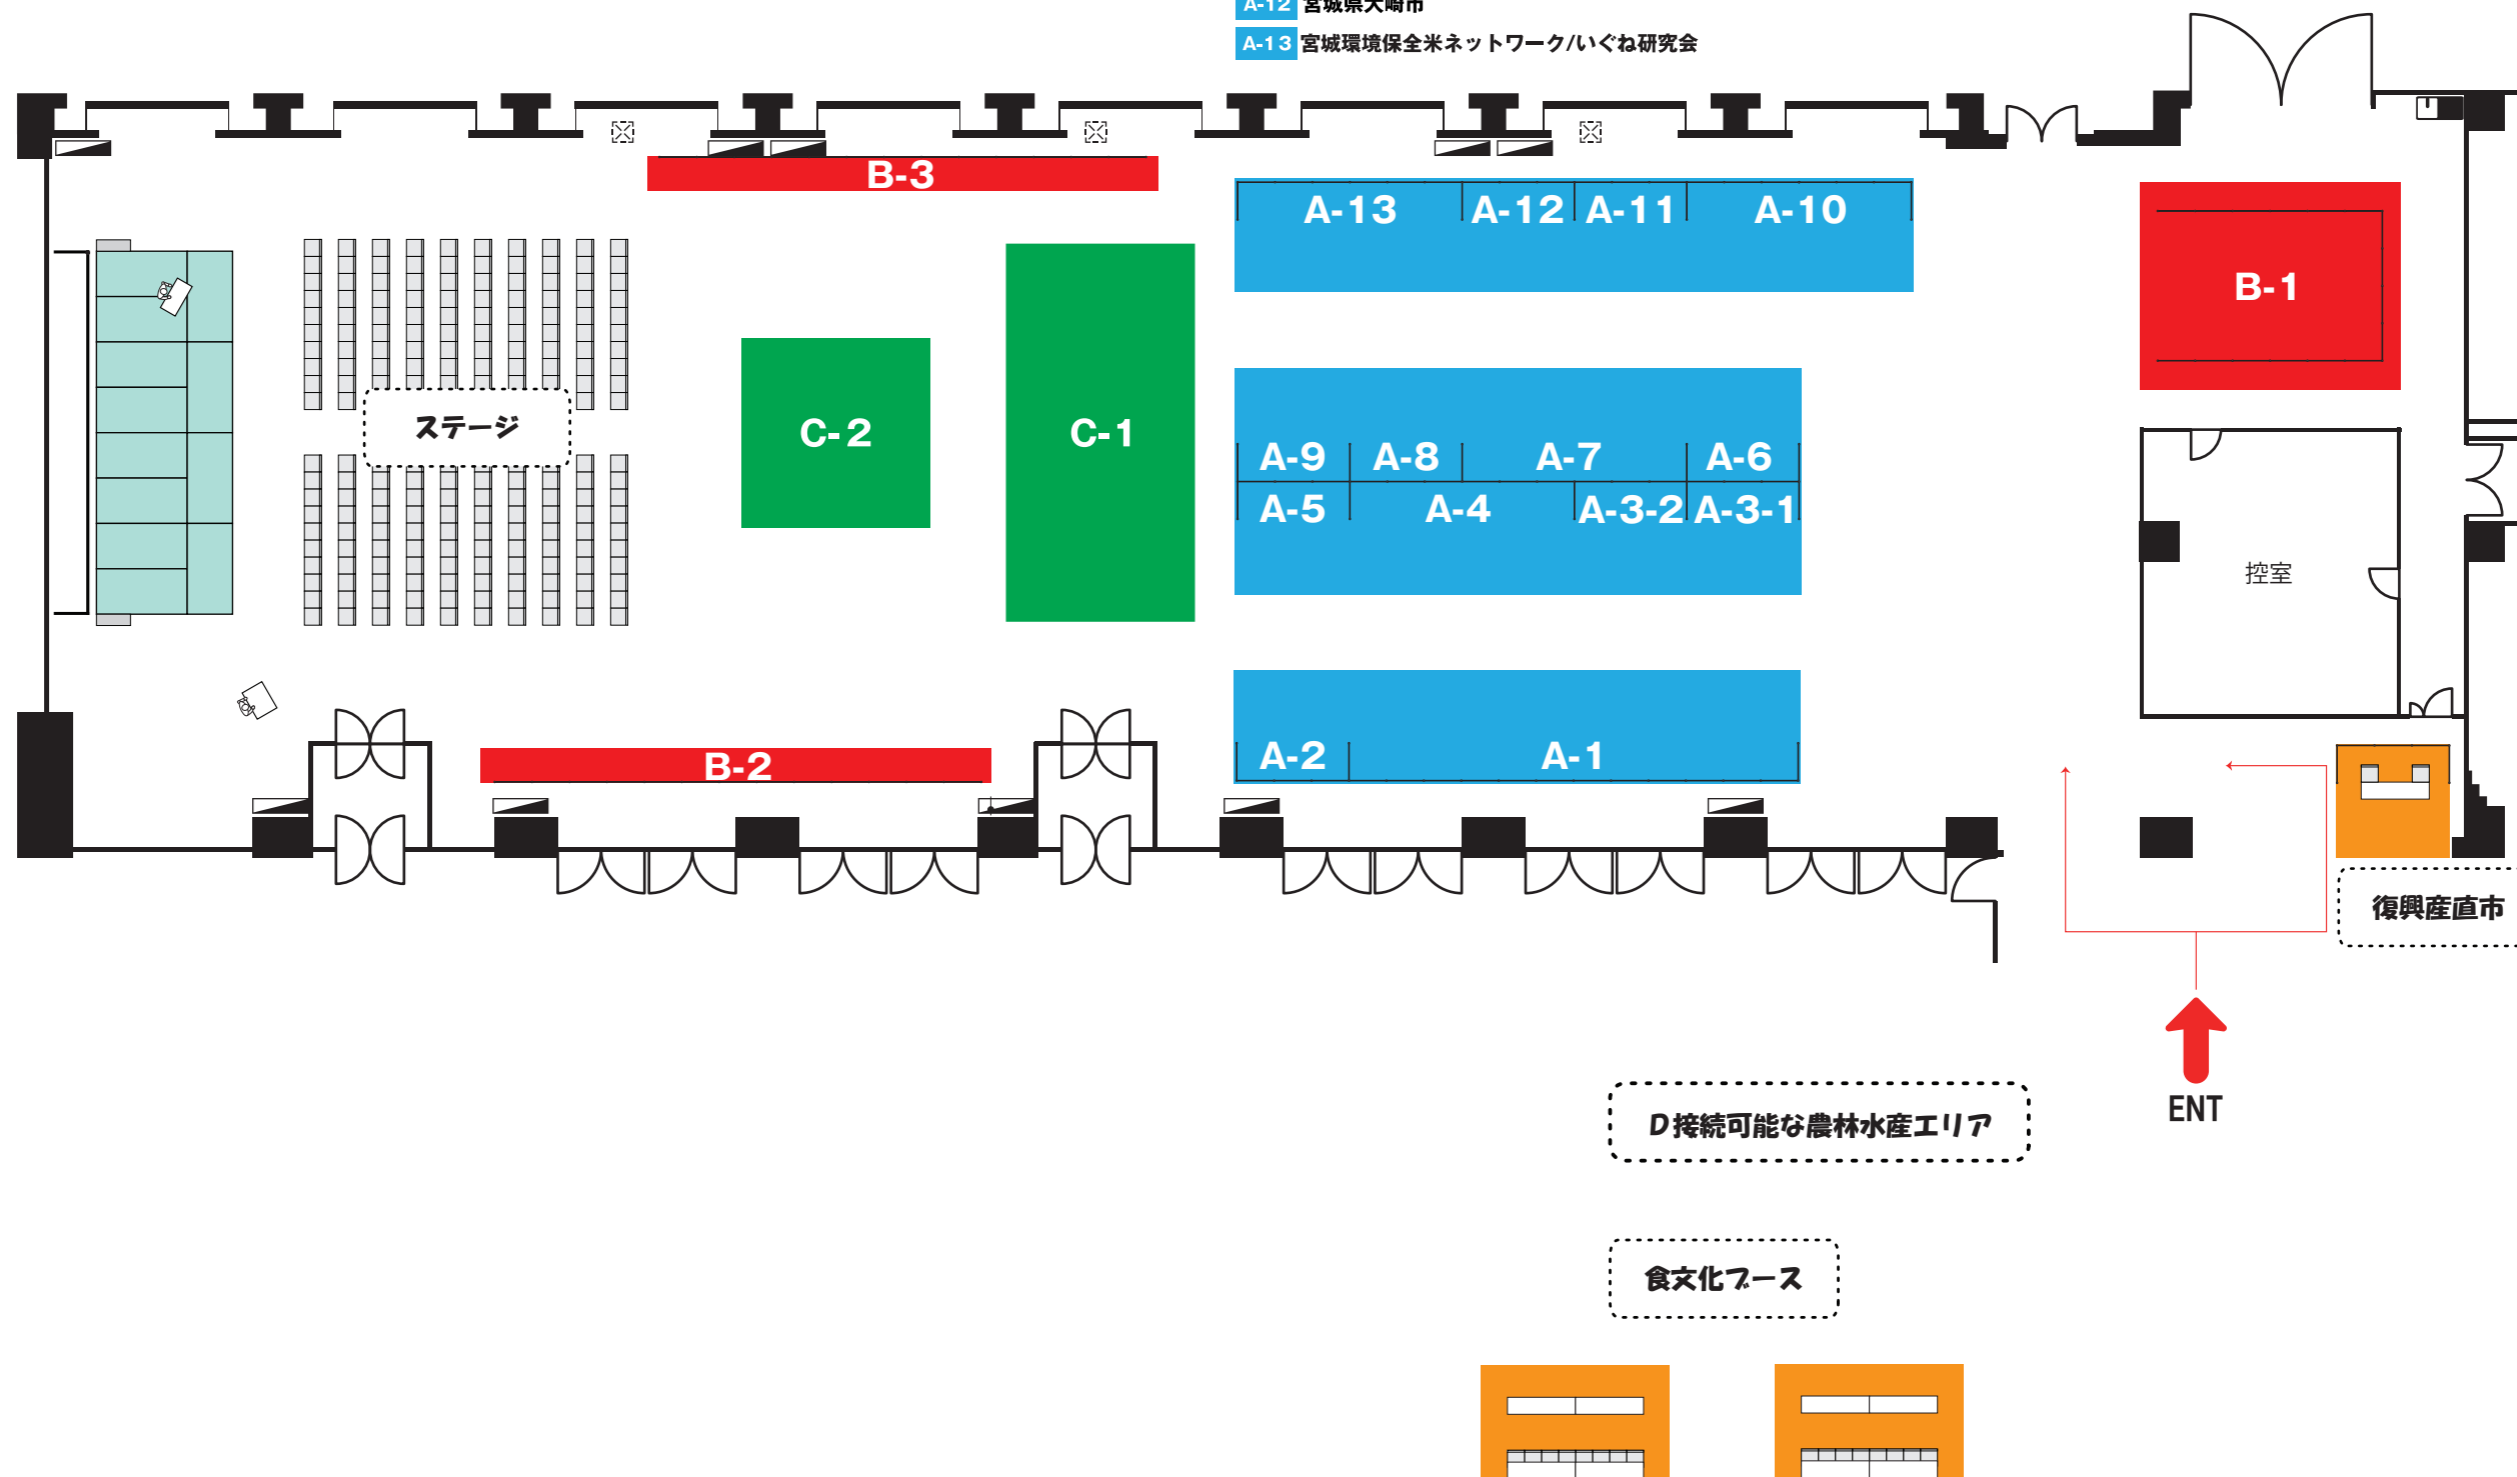 A-12 宮城県大崎市
A-13 宮城環境保全米ネットワーク/いぐね研究会
B-3
A-13 A-12 A-11 A-10
B-1
ステージ
C-2
C-1
A-9 A-8 A-7 A-6
A-5 A-4 A-3-2 A-3-1
控室
B-2
A-2 A-1
復興産直市
ENT
D接続可能な農林水産エリア
食文化ブース